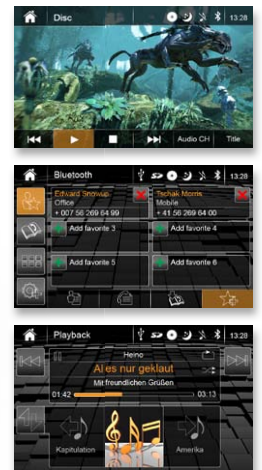 Disc
13:28
Audio CH
Title
Bluetooth
13:28
Edward Snowup
Office
+ 007 56 269 64 99
Tschak Morris
Mobile
+ 41 56 269 64 00
Add favorite 3
Add favorite 4
Add favorite 5
Add favorite 6
Playback
13:28
Heino
Al es nur geklaut
Mit freundlichen Grüßen
01:42
03:13
Kapitulation
Amerika